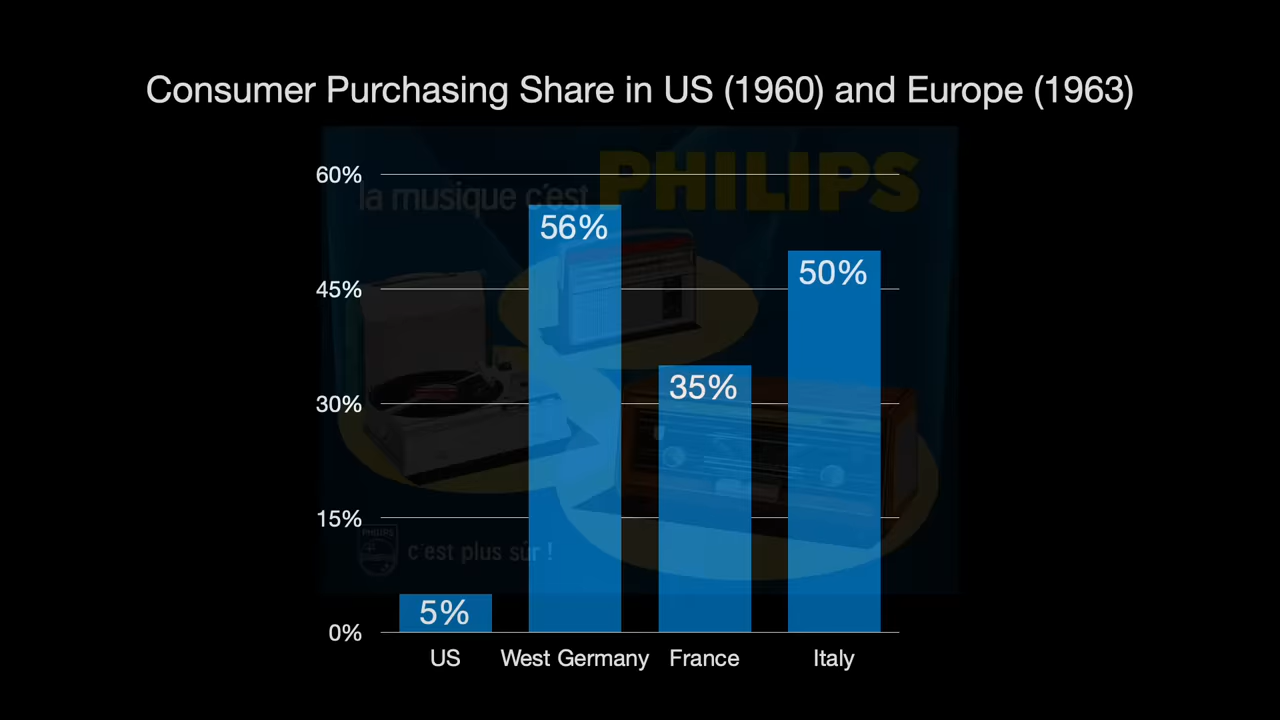 Consumer Purchasing Share in US (1960) and Europe (1963)
60%
la musique c'est PHILIPS
56%
50%
45%
35%
30%
15%
PHILIPS
c'est plus sûr !
5%
0%
US West Germany France Italy